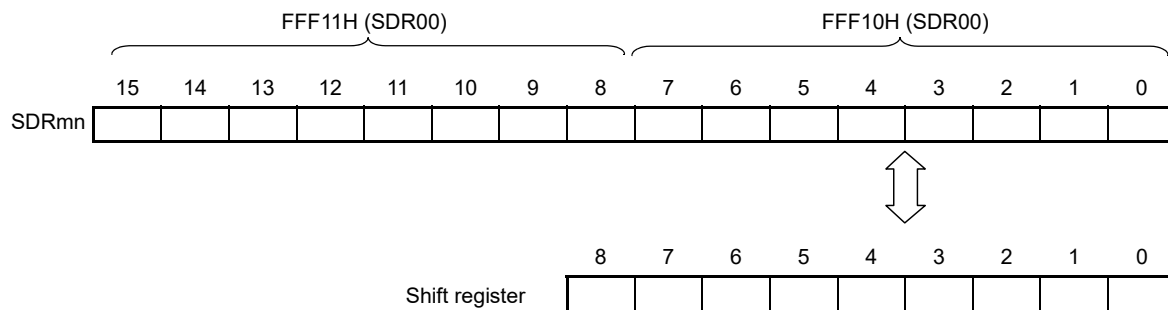 FFF11H (SDR00) FFF10H (SDR00)
15 14 13 12 11 10 9 8 7 6 5 4 3 2 1 0
SDRmn
8 7 6 5 4 3 2 1 0
Shift register